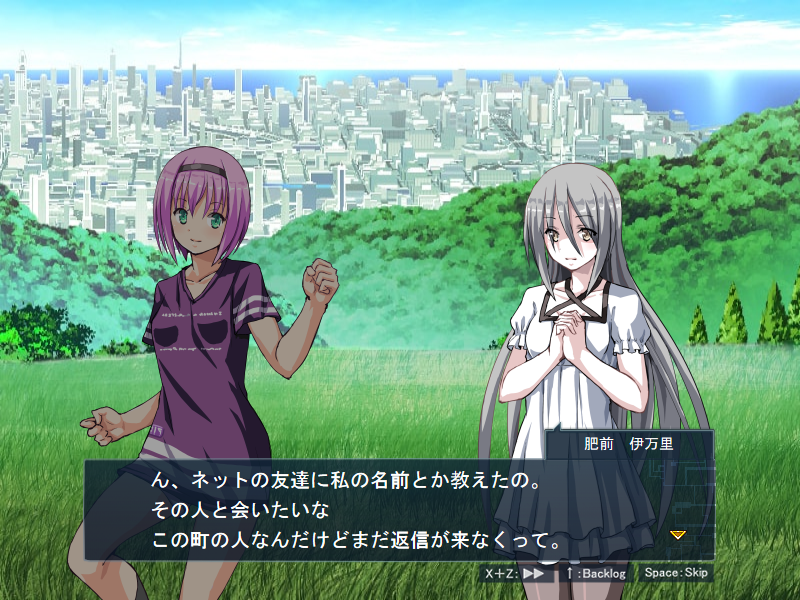 肥前 伊万里
ん、ネットの友達に私の名前とか教えたの。
その人と会いたいな
この町の人なんだけどまだ返信が来なくって。
X+Z:▶▶ ↑:Backlog Space:Skip